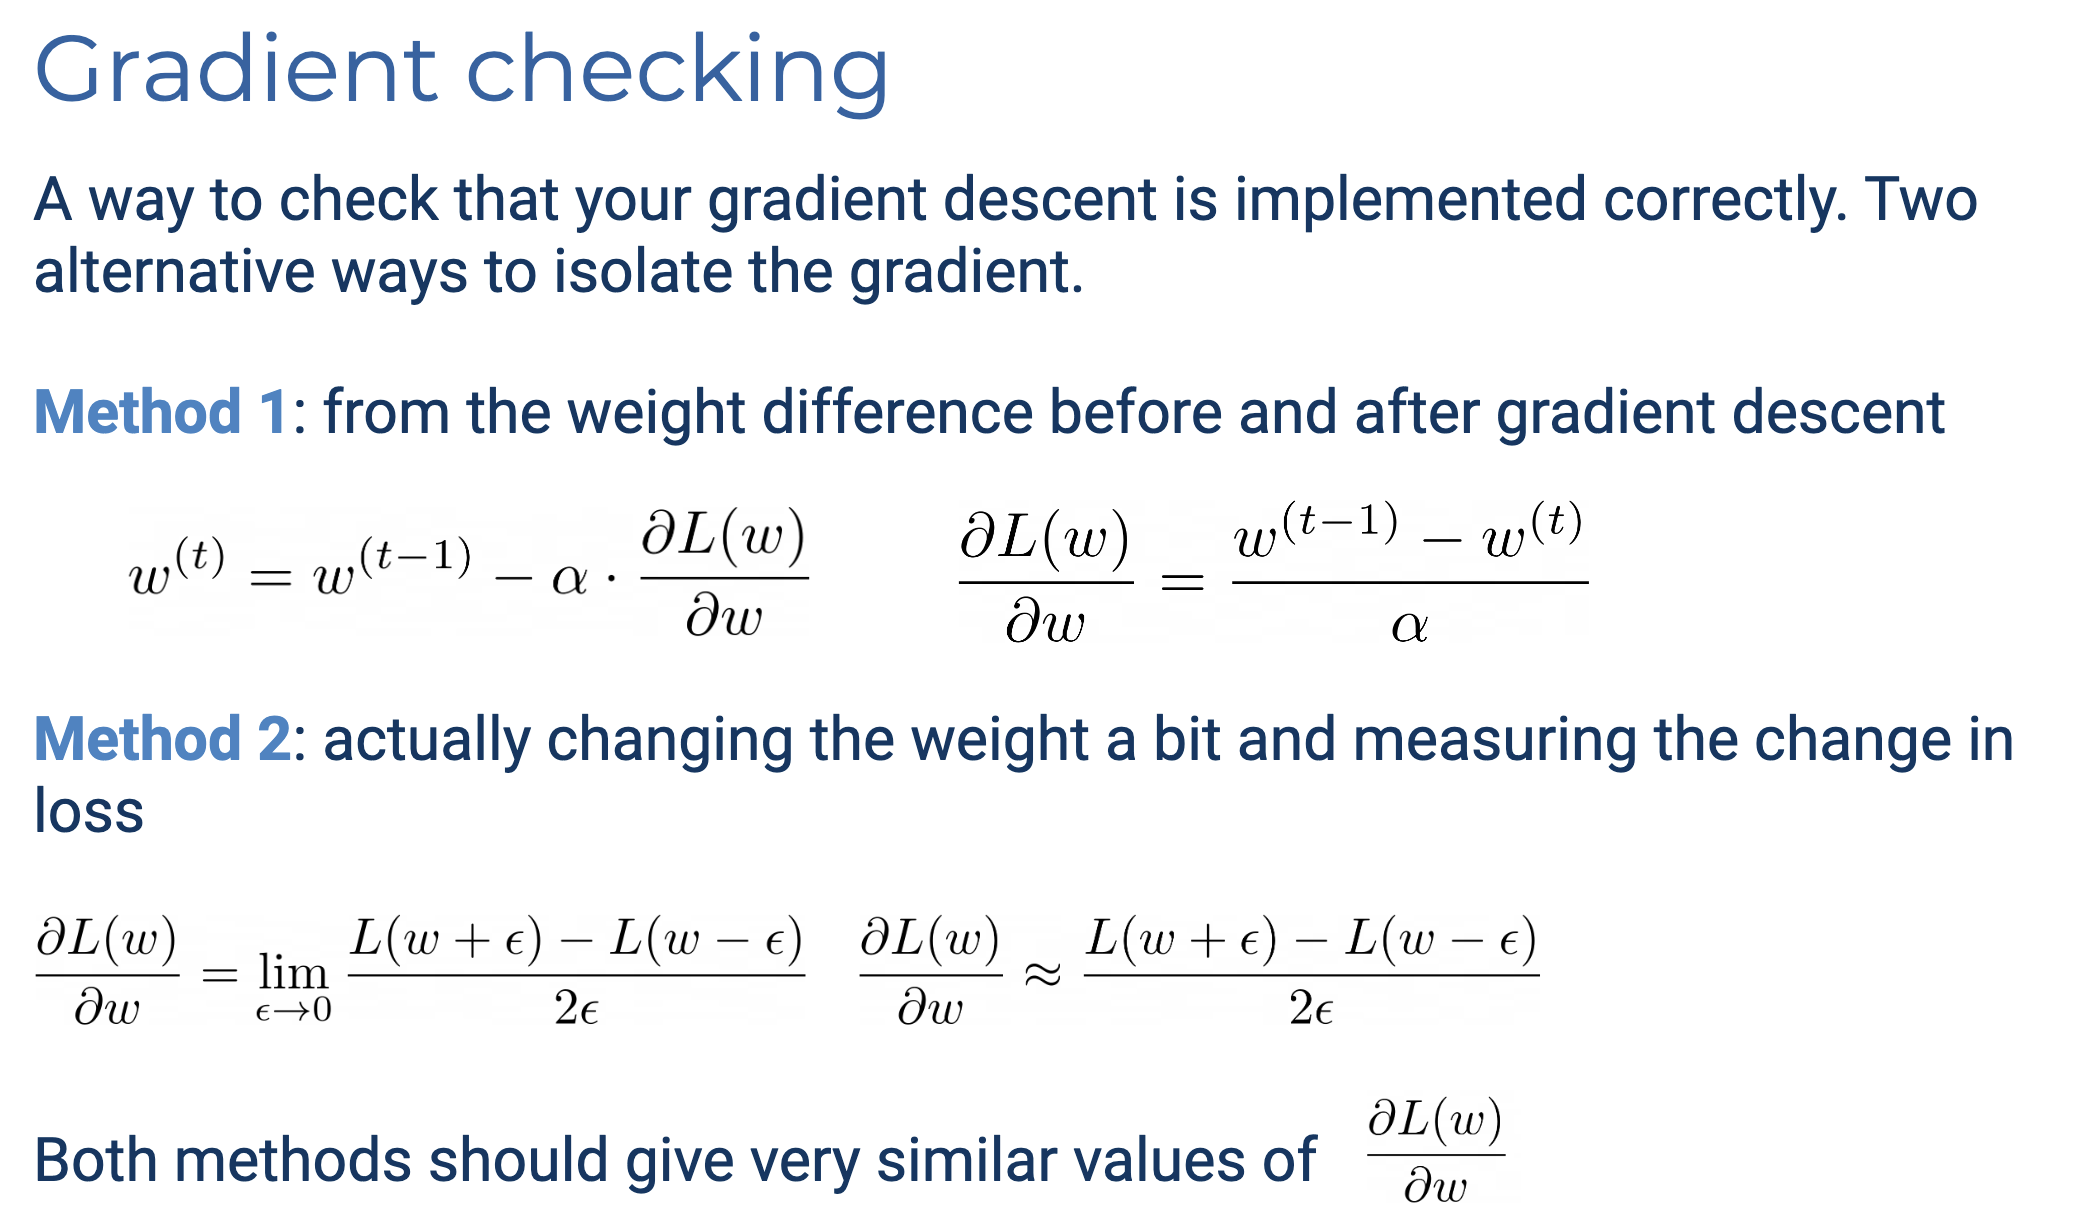 Gradient checking
A way to check that your gradient descent is implemented correctly. Two
alternative ways to isolate the gradient.
Method 1: from the weight difference before and after gradient descent
$w^{(t)} = w^{(t-1)} - \alpha \cdot \frac{\partial L(w)}{\partial w}$ $\frac{\partial L(w)}{\partial w} = \frac{w^{(t-1)} - w^{(t)}}{\alpha}$
Method 2: actually changing the weight a bit and measuring the change in
loss
$\frac{\partial L(w)}{\partial w} = \lim_{\epsilon \to 0} \frac{L(w + \epsilon) - L(w - \epsilon)}{2\epsilon}$ $\frac{\partial L(w)}{\partial w} \approx \frac{L(w + \epsilon) - L(w - \epsilon)}{2\epsilon}$
Both methods should give very similar values of $\frac{\partial L(w)}{\partial w}$